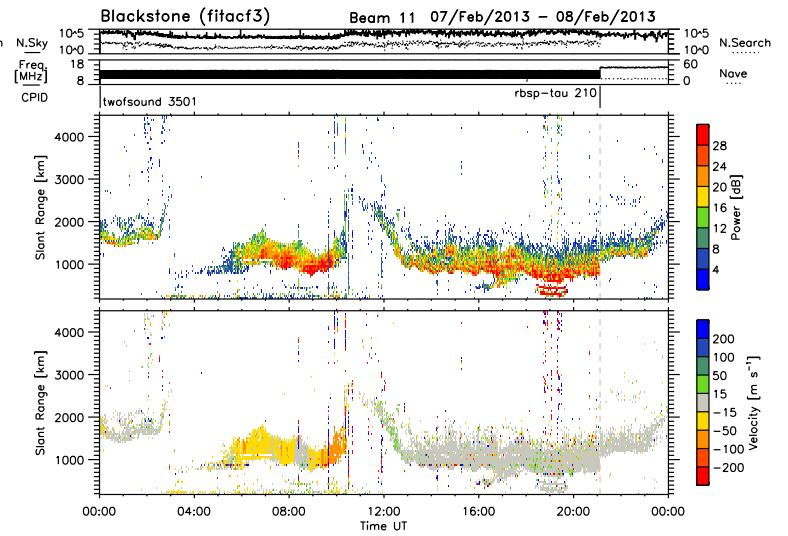 Blackstone (fitacf3) Beam 11 07/Feb/2013 - 08/Feb/2013
h N.Sky 10^5 10^0 10^5 10^0 N.Search
Freq. [MHz] 18 8 60 0 Nave
CPID twofsound 3501 rbsp-tau 210
Slant Range [km]
4000
3000
2000
1000
28
24
20
16
12
8
4
Power [dB]
Slant Range [km]
4000
3000
2000
1000
200
100
50
15
-15
-50
-100
-200
Velocity [m s⁻¹]
00:00 04:00 08:00 12:00 16:00 20:00 00:00
Time UT